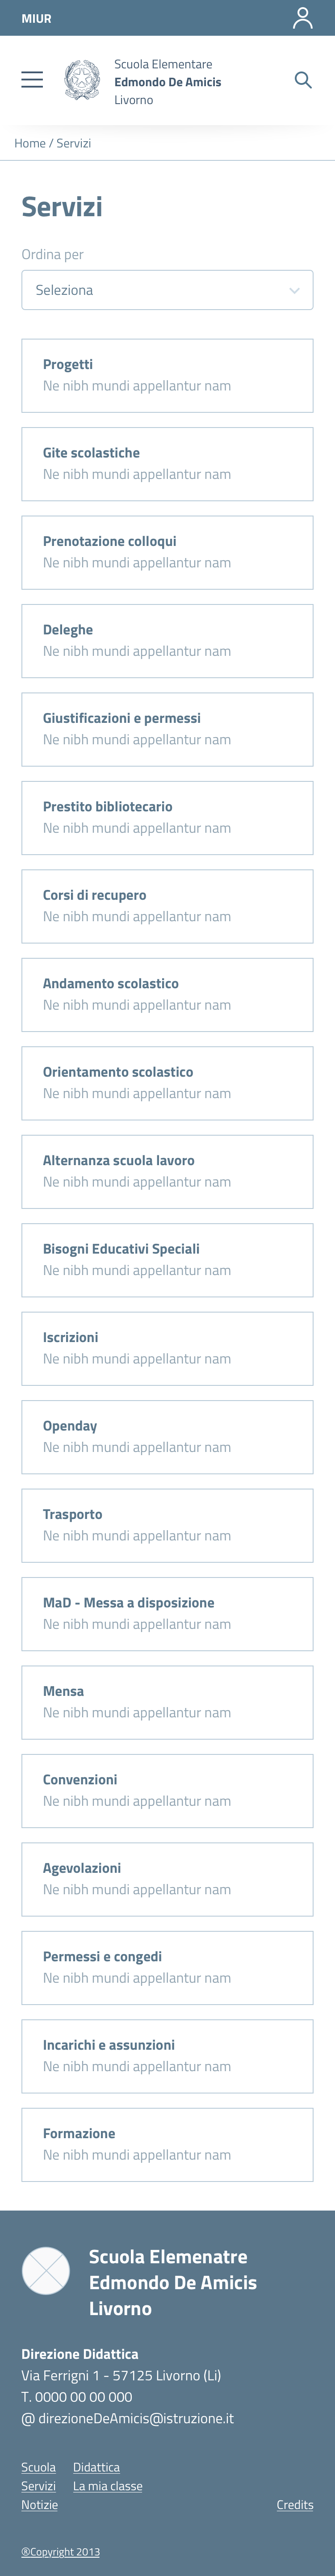 MIUR
Scuola Elementare
Edmondo De Amicis
Livorno
Home / Servizi
Servizi
Ordina per
Seleziona
Progetti
Ne nibh mundi appellantur nam
Gite scolastiche
Ne nibh mundi appellantur nam
Prenotazione colloqui
Ne nibh mundi appellantur nam
Deleghe
Ne nibh mundi appellantur nam
Giustificazioni e permessi
Ne nibh mundi appellantur nam
Prestito bibliotecario
Ne nibh mundi appellantur nam
Corsi di recupero
Ne nibh mundi appellantur nam
Andamento scolastico
Ne nibh mundi appellantur nam
Orientamento scolastico
Ne nibh mundi appellantur nam
Alternanza scuola lavoro
Ne nibh mundi appellantur nam
Bisogni Educativi Speciali
Ne nibh mundi appellantur nam
Iscrizioni
Ne nibh mundi appellantur nam
Openday
Ne nibh mundi appellantur nam
Trasporto
Ne nibh mundi appellantur nam
MaD - Messa a disposizione
Ne nibh mundi appellantur nam
Mensa
Ne nibh mundi appellantur nam
Convenzioni
Ne nibh mundi appellantur nam
Agevolazioni
Ne nibh mundi appellantur nam
Permessi e congedi
Ne nibh mundi appellantur nam
Incarichi e assunzioni
Ne nibh mundi appellantur nam
Formazione
Ne nibh mundi appellantur nam
Scuola Elemenatre
Edmondo De Amicis
Livorno
Direzione Didattica
Via Ferrigni 1 - 57125 Livorno (Li)
T. 0000 00 00 000
@ direzioneDeAmicis@istruzione.it
Scuola Didattica
Servizi La mia classe
Notizie Credits
®Copyright 2013